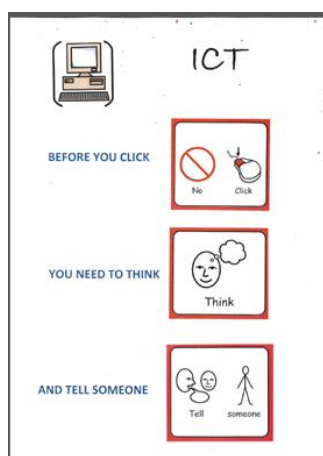 ICT
BEFORE YOU CLICK
No Click
YOU NEED TO THINK
Think
AND TELL SOMEONE
Tell someone